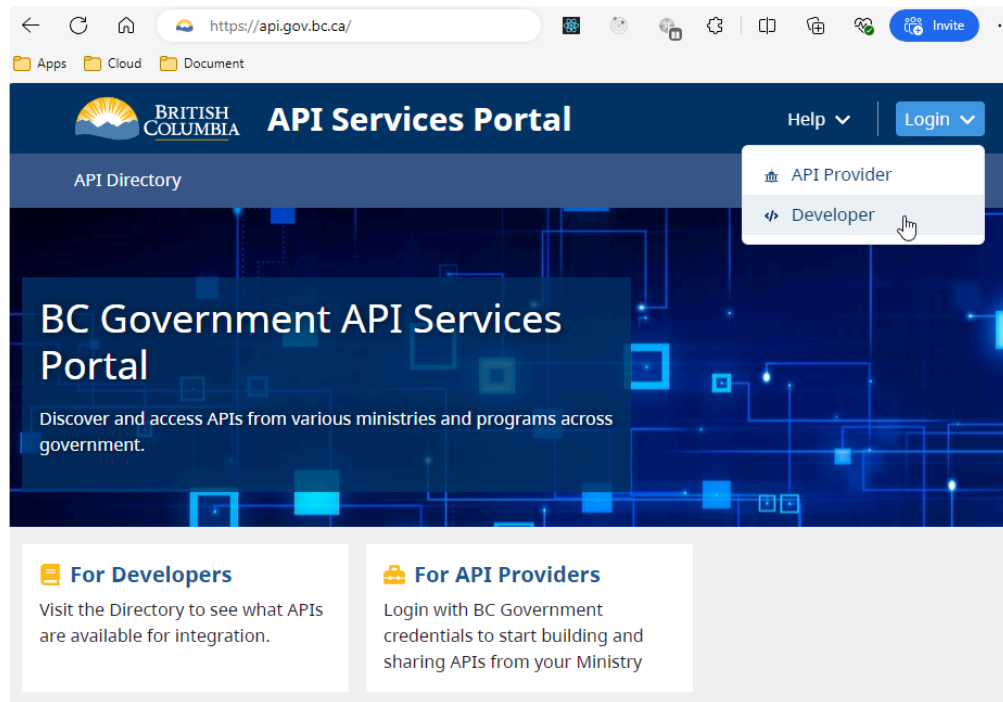 https://api.gov.bc.ca/
Invite
Apps Cloud Document
BRITISH
COLUMBIA
API Services Portal
Help Login
API Directory
API Provider
Developer
BC Government API Services
Portal
Discover and access APIs from various ministries and programs across
government.
For Developers
Visit the Directory to see what APIs
are available for integration.
For API Providers
Login with BC Government
credentials to start building and
sharing APIs from your Ministry